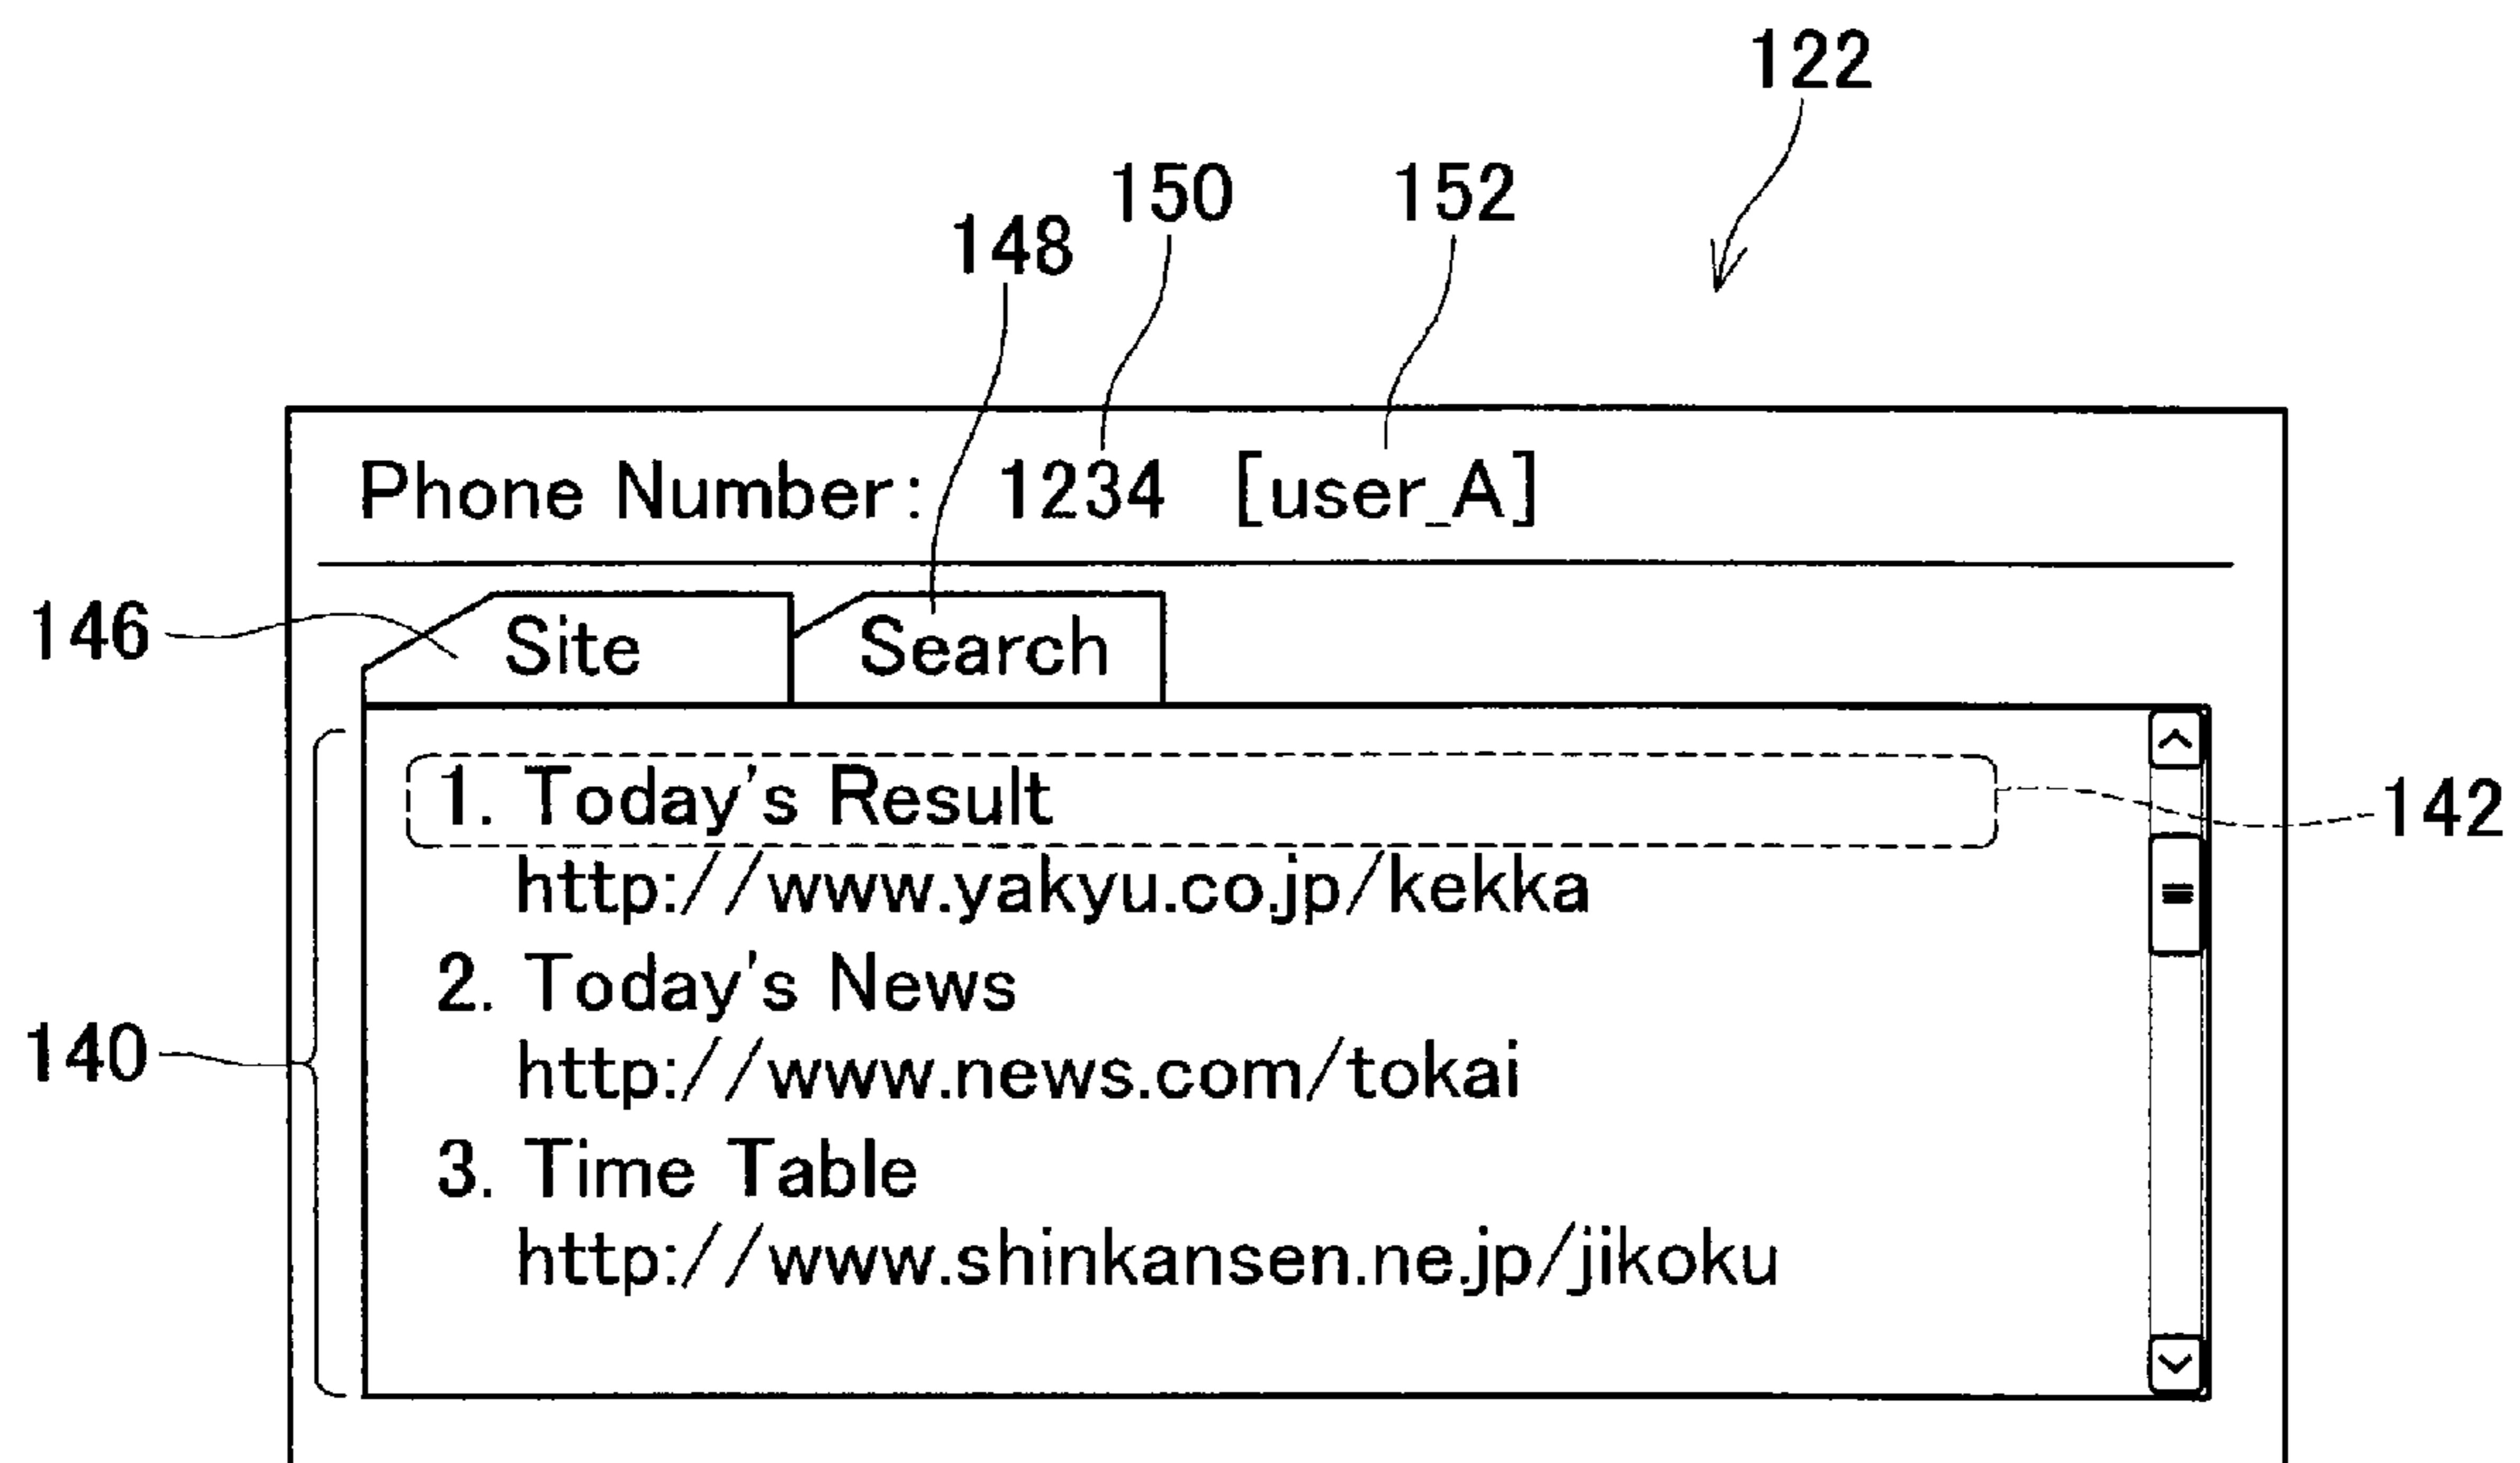 122
150 152
148
Phone Number: 1234 [user_A]
146
Site Search
1. Today's Result
142
http://www.yakyu.co.jp/kekka
2. Today's News
140
http://www.news.com/tokai
3. Time Table
http://www.shinkansen.ne.jp/jikoku